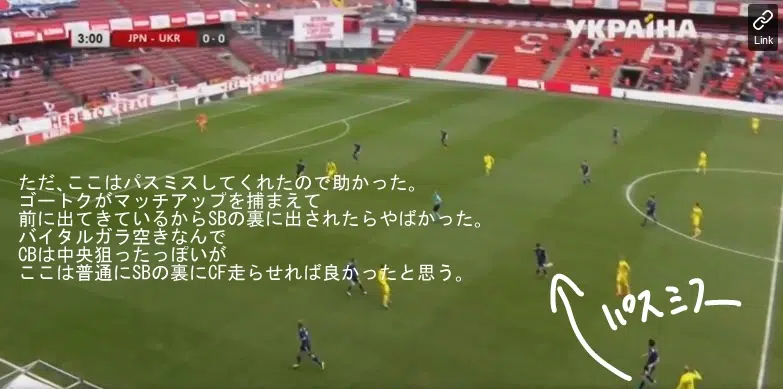 Link
УКРАЇНА
3:00 JPN - UKR 0-0
HERE TO CREATE
ただ、ここはパスミスしてくれたので助かった。
ゴートクがマッチアップを捕まえて
前に出てきているからSBの裏に出されたらやばかった。
バイタルガラ空きなんで
CBは中央狙ったっぽいが
ここは普通にSBの裏にCF走らせれば良かったと思う。
パスミスー